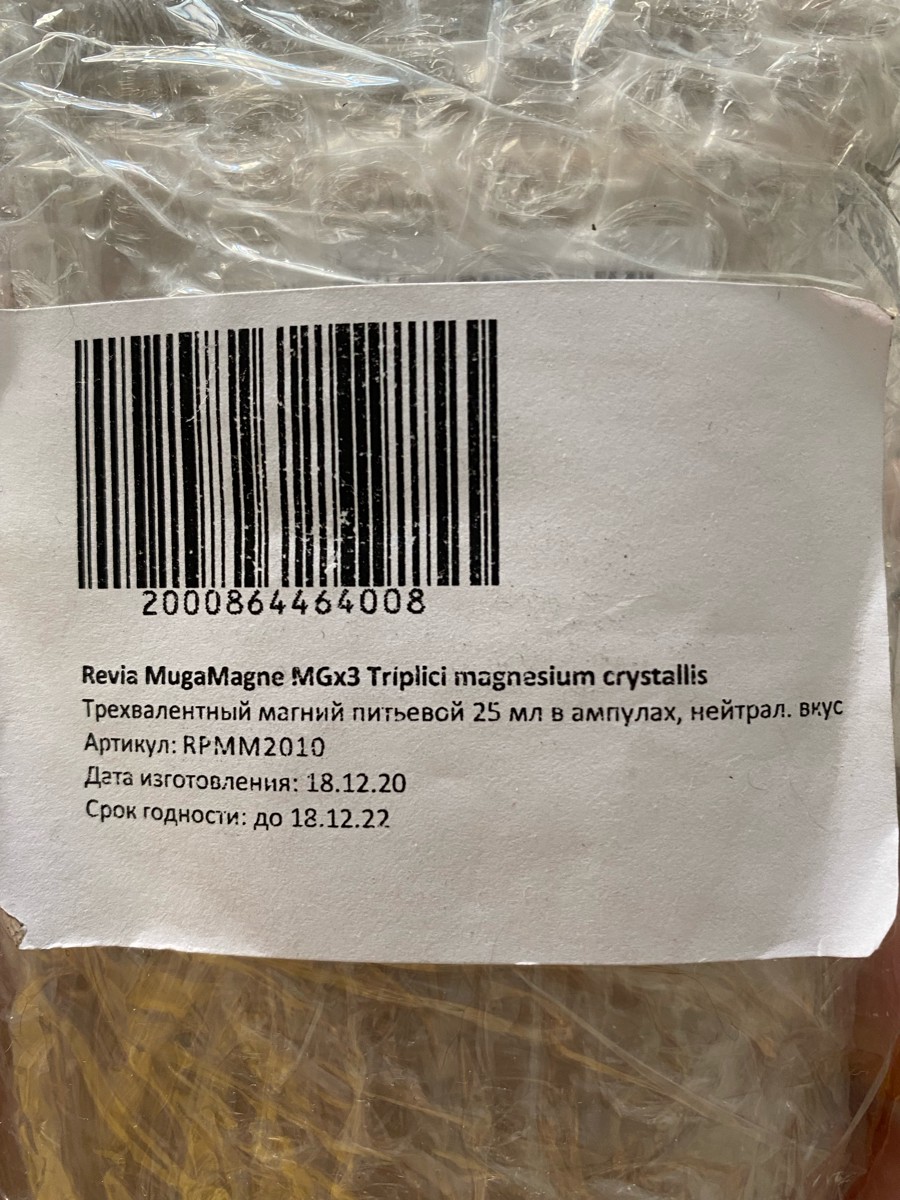 2000864464008
Revia MugaMagne MGx3 Triplici magnesium crystallis
Трехвалентный магний питьевой 25 мл в ампулах, нейтрал. вкус
Артикул: RPMM2010
Дата изготовления: 18.12.20
Срок годности: до 18.12.22